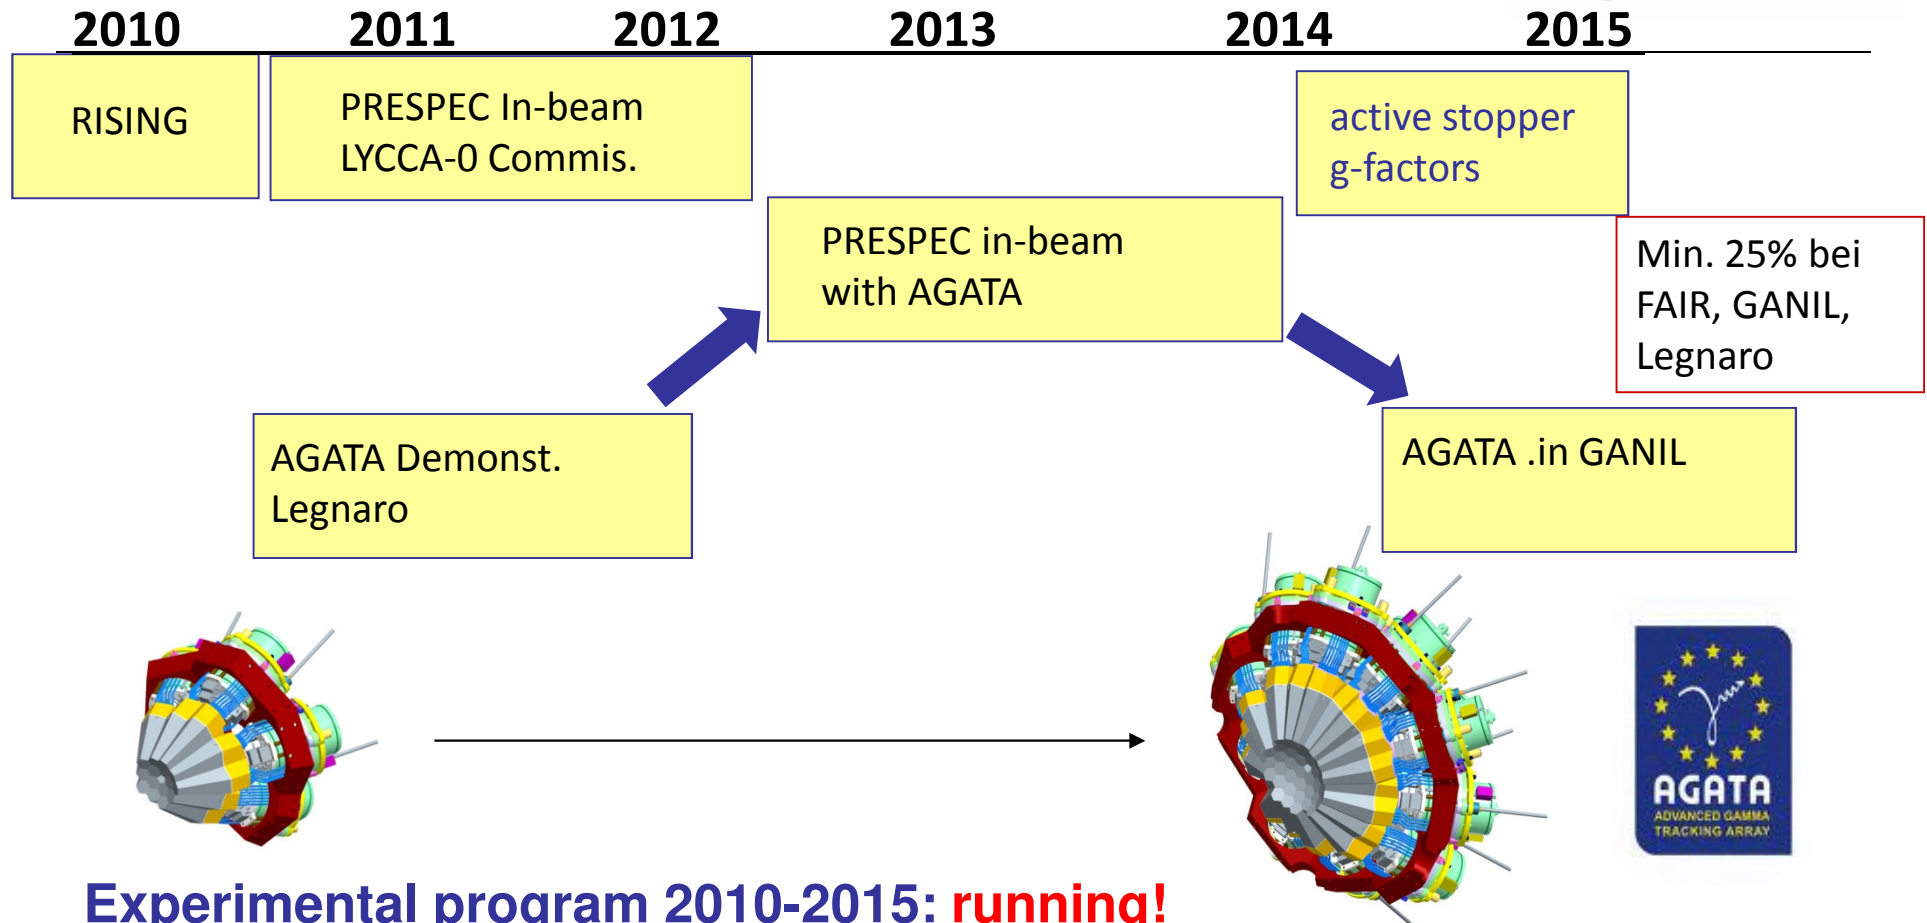 2010 2011 2012 2013 2014 2015
RISING
PRESPEC In-beam
LYCCA-0 Commis.
active stopper
g-factors
PRESPEC in-beam
with AGATA
Min. 25% bei
FAIR, GANIL,
Legnaro
AGATA Demonst.
Legnaro
AGATA .in GANIL
AGATA
ADVANCED GAMMA
TRACKING ARRAY
Experimental program 2010-2015: running!